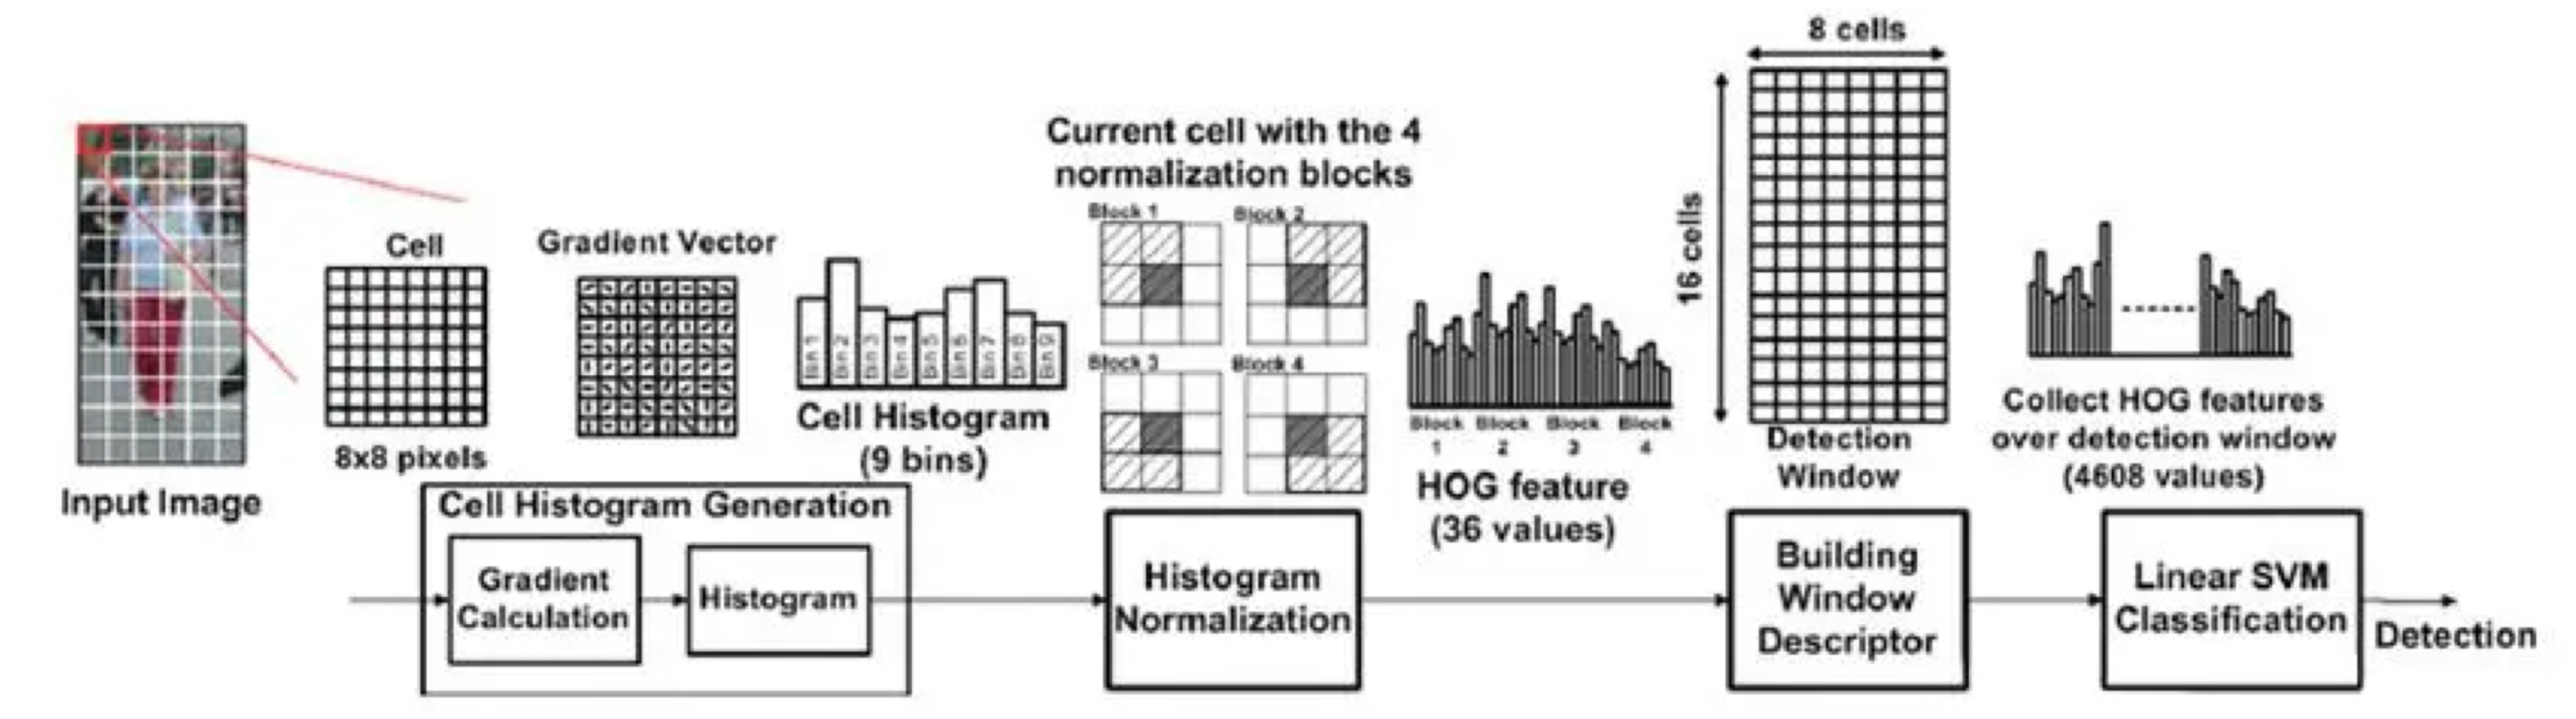 Input Image
Cell
8x8 pixels
Gradient Vector
Bin 1
Bin 2
Bin 3
Bin 4
Bin 5
Bin 6
Bin 7
Bin 8
Bin 9
Cell Histogram
(9 bins)
Current cell with the 4
normalization blocks
Block 1
Block 2
Block 3
Block 4
Block Block Block Block
1 2 3 4
HOG feature
(36 values)
8 cells
16 cells
Detection
Window
Collect HOG features
over detection window
(4608 values)
Cell Histogram Generation
Gradient
Calculation
Histogram
Histogram
Normalization
Building
Window
Descriptor
Linear SVM
Classification
Detection